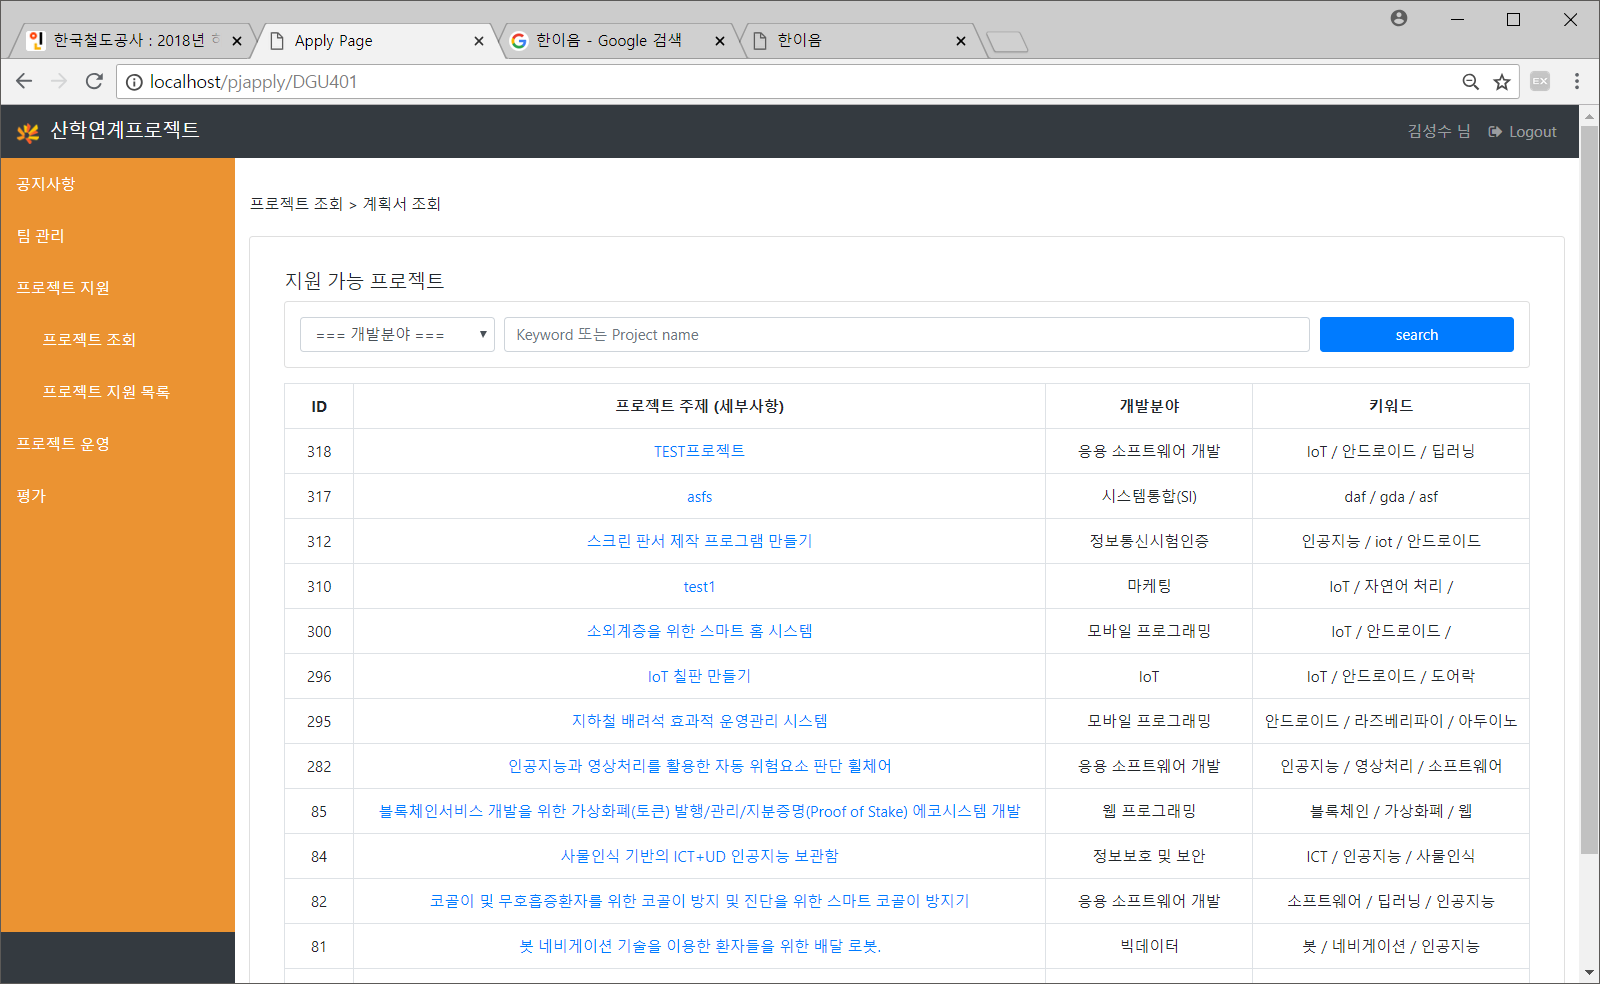 한국철도공사 : 2018년 ㅎ
Apply Page
한이음 - Google 검색
한이음
localhost/pjapply/DGU401
EX
산학연계프로젝트
김성수 님 Logout
공지사항
팀 관리
프로젝트 지원
프로젝트 조회
프로젝트 지원 목록
프로젝트 운영
평가
프로젝트 조회 > 계획서 조회
지원 가능 프로젝트
=== 개발분야 === Keyword 또는 Project name search
ID 프로젝트 주제 (세부사항) 개발분야 키워드
318 TEST프로젝트 응용 소프트웨어 개발 IoT / 안드로이드 / 딥러닝
317 asfs 시스템통합(SI) daf / gda / asf
312 스크린 판서 제작 프로그램 만들기 정보통신시험인증 인공지능 / iot / 안드로이드
310 test1 마케팅 IoT / 자연어 처리 /
300 소외계층을 위한 스마트 홈 시스템 모바일 프로그래밍 IoT / 안드로이드 /
296 IoT 칠판 만들기 IoT IoT / 안드로이드 / 도어락
295 지하철 배려석 효과적 운영관리 시스템 모바일 프로그래밍 안드로이드 / 라즈베리파이 / 아두이노
282 인공지능과 영상처리를 활용한 자동 위험요소 판단 휠체어 응용 소프트웨어 개발 인공지능 / 영상처리 / 소프트웨어
85 블록체인서비스 개발을 위한 가상화폐(토큰) 발행/관리/지분증명(Proof of Stake) 에코시스템 개발 웹 프로그래밍 블록체인 / 가상화폐 / 웹
84 사물인식 기반의 ICT+UD 인공지능 보관함 정보보호 및 보안 ICT / 인공지능 / 사물인식
82 코골이 및 무호흡증환자를 위한 코골이 방지 및 진단을 위한 스마트 코골이 방지기 응용 소프트웨어 개발 소프트웨어 / 딥러닝 / 인공지능
81 봇 네비게이션 기술을 이용한 환자들을 위한 배달 로봇. 빅데이터 봇 / 네비게이션 / 인공지능